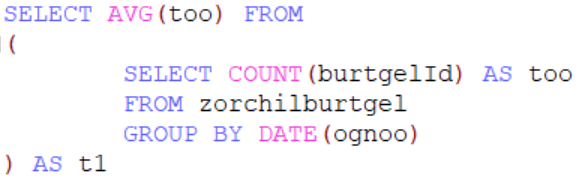 SELECT AVG(too) FROM
(
SELECT COUNT(burtgelId) AS too
FROM zorchilburtgel
GROUP BY DATE(ognoo)
) AS t1